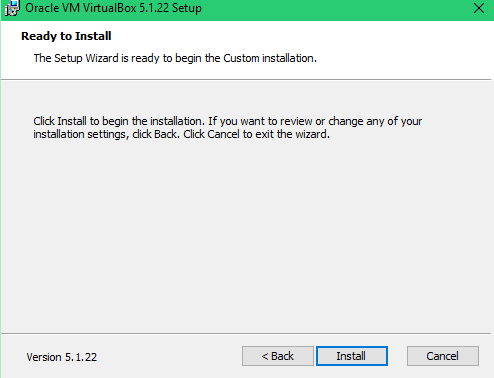 Oracle VM VirtualBox 5.1.22 Setup
Ready to Install
The Setup Wizard is ready to begin the Custom installation.
Click Install to begin the installation. If you want to review or change any of your
installation settings, click Back. Click Cancel to exit the wizard.
Version 5.1.22
< Back
Install
Cancel